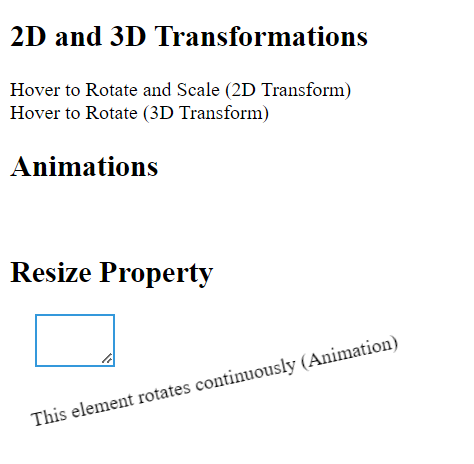 2D and 3D Transformations
Hover to Rotate and Scale (2D Transform)
Hover to Rotate (3D Transform)
Animations
Resize Property
This element rotates continuously (Animation)